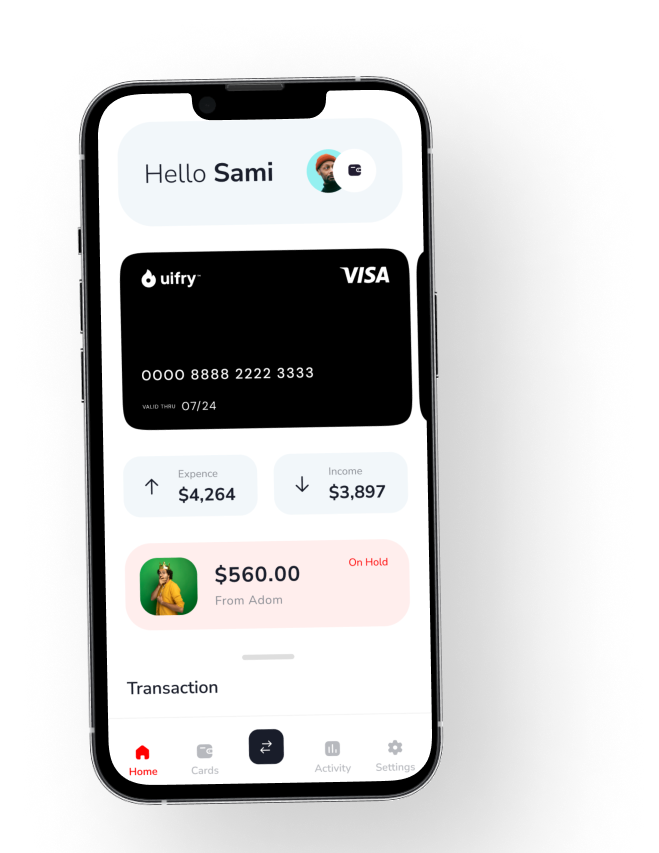 Hello Sami
uifry™
VISA
0000 8888 2222 3333
VALID THRU 07/24
Expence
$4,264
Income
$3,897
$560.00
On Hold
From Adom
Transaction
Home
Cards
Activity
Settings